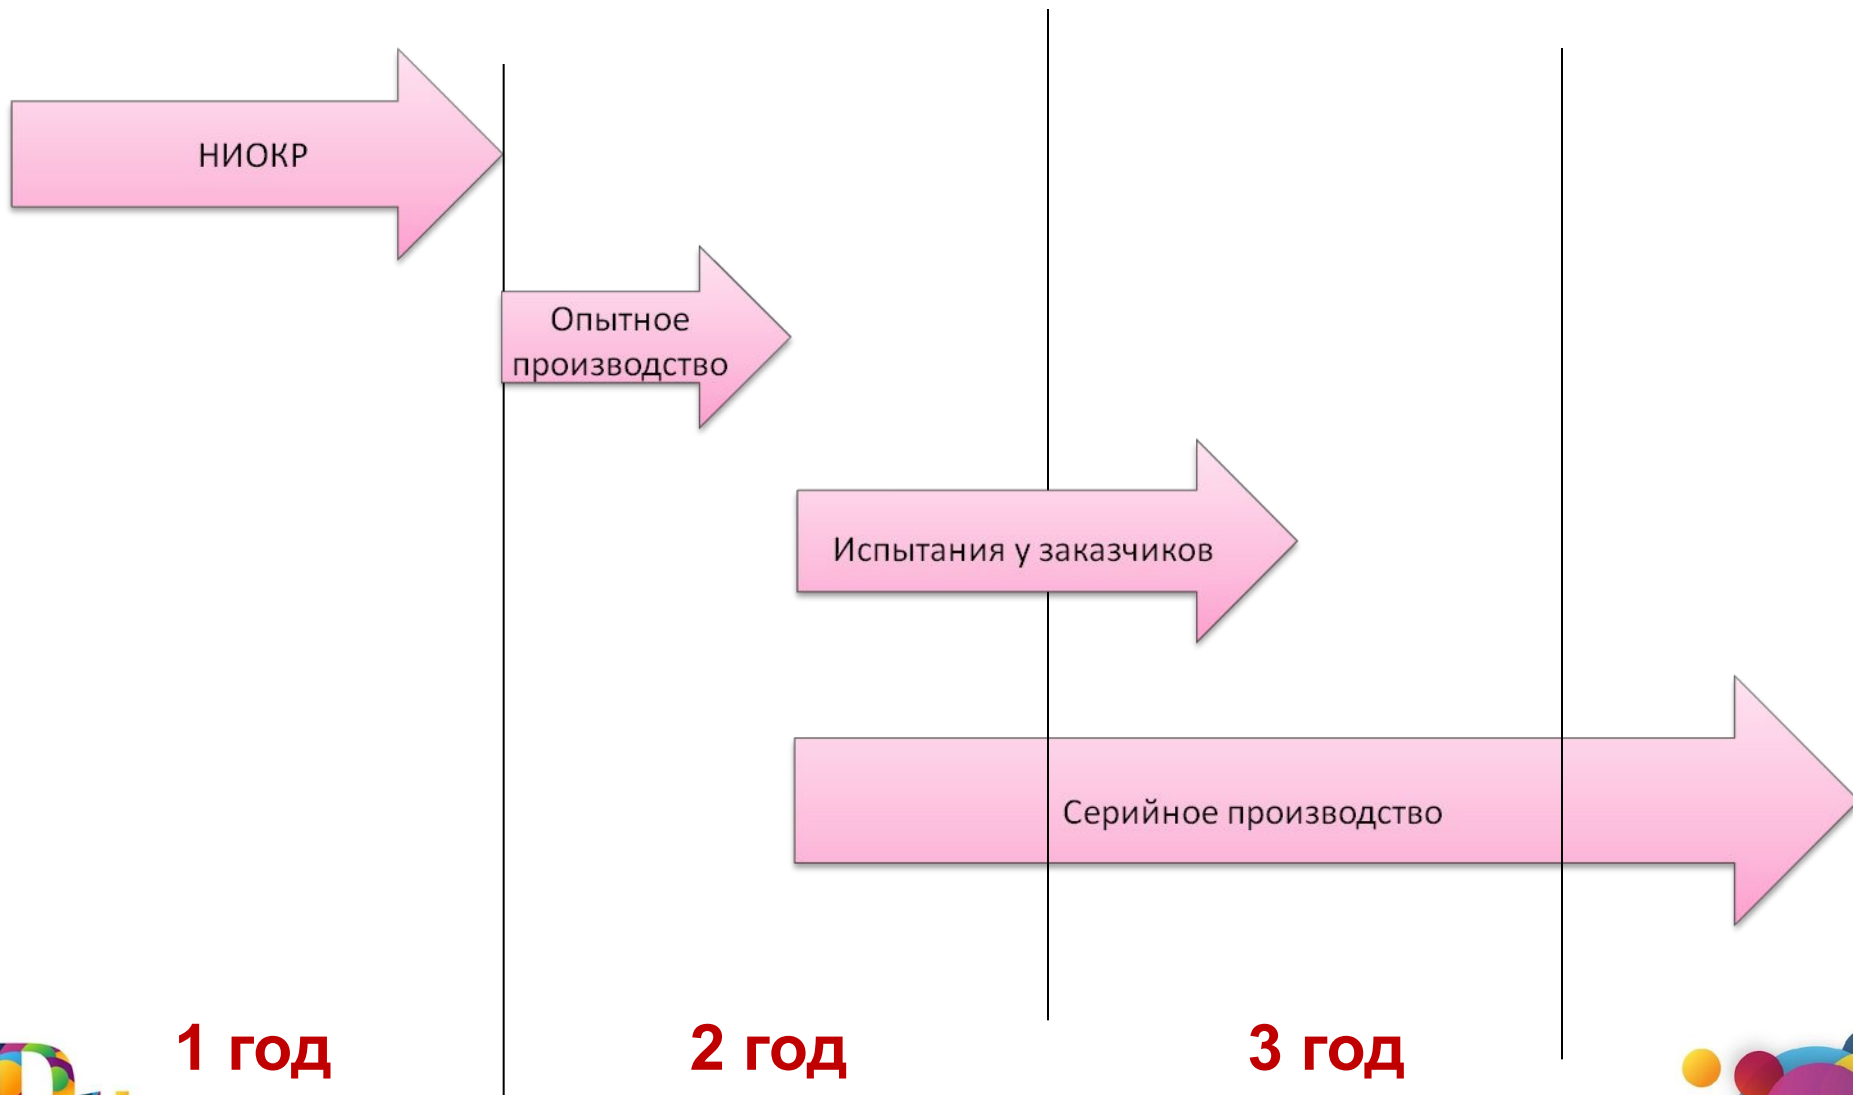 НИОКР
Опытное
производство
Испытания у заказчиков
Серийное производство
1 год
2 год
3 год